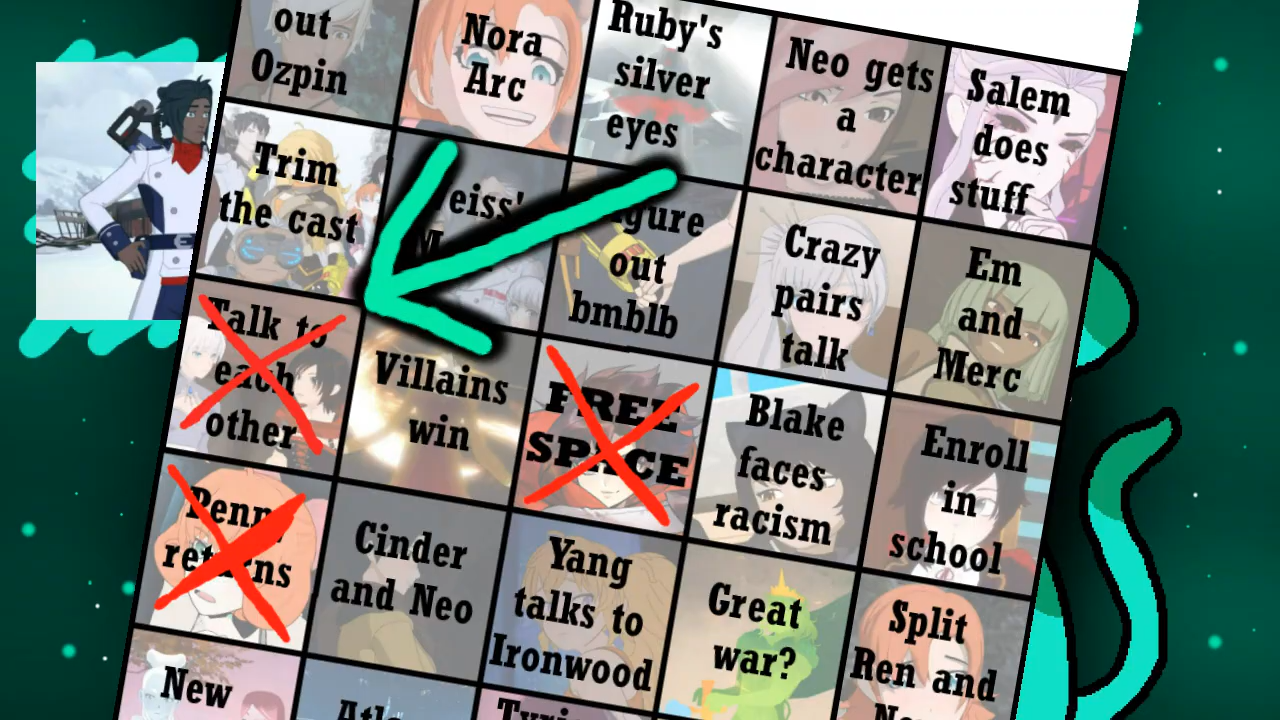 out
Ozpin
Nora
Arc
Ruby's
silver
eyes
Neo gets
a
character
Salem
does
stuff
Trim
the cast
out
bmblb
Crazy
pairs
talk
Em
and
Merc
Talk to
each
other
Villains
win
FREE
SPACE
Blake
faces
racism
Enroll
in
school
Penny
returns
Cinder
and Neo
Yang
talks to
Ironwood
Great
war?
Split
Ren and
New